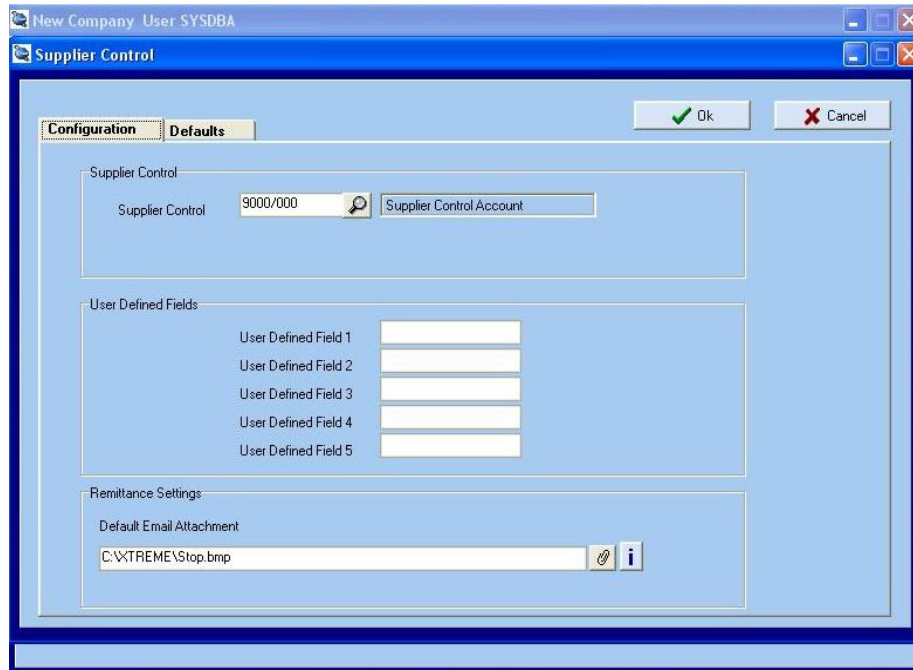 New Company  User SYSDBA
Supplier Control
Ok
Cancel
Configuration
Defaults
Supplier Control
Supplier Control
9000/000
Supplier Control Account
User Defined Fields
User Defined Field 1
User Defined Field 2
User Defined Field 3
User Defined Field 4
User Defined Field 5
Remittance Settings
Default Email Attachment
C:\XTREME\Stop.bmp
i